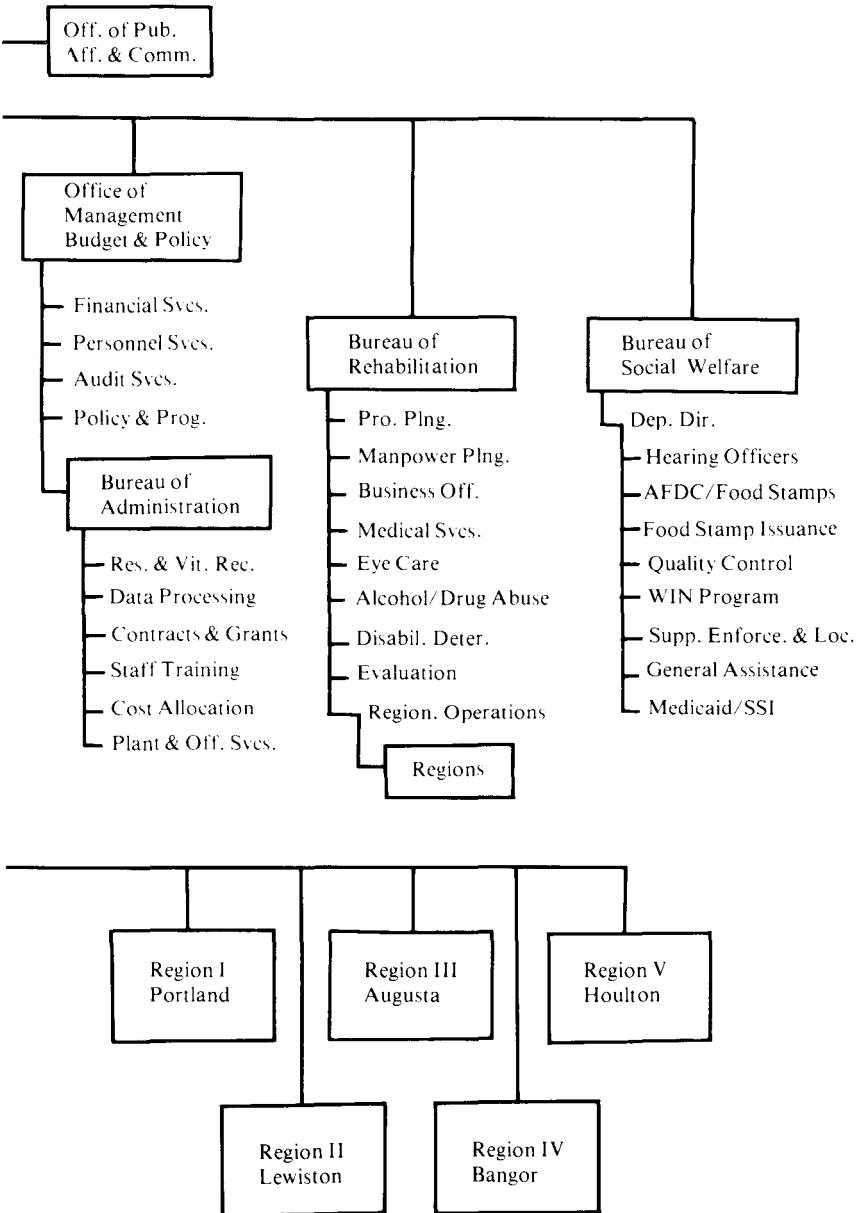 Off. of Pub.
Aff. & Comm.
Office of
Management
Budget & Policy
Financial Svcs.
Personnel Svcs.
Audit Svcs.
Policy & Prog.
Bureau of
Administration
Res. & Vit. Rec.
Data Processing
Contracts & Grants
Staff Training
Cost Allocation
Plant & Off. Svcs.
Bureau of
Rehabilitation
Pro. Plng.
Manpower Plng.
Business Off.
Medical Svcs.
Eye Care
Alcohol/Drug Abuse
Disabil. Deter.
Evaluation
Region. Operations
Regions
Bureau of
Social Welfare
Dep. Dir.
Hearing Officers
AFDC/Food Stamps
Food Stamp Issuance
Quality Control
WIN Program
Supp. Enforce. & Loc.
General Assistance
Medicaid/SSI
Region I
Portland
Region III
Augusta
Region V
Houlton
Region II
Lewiston
Region IV
Bangor